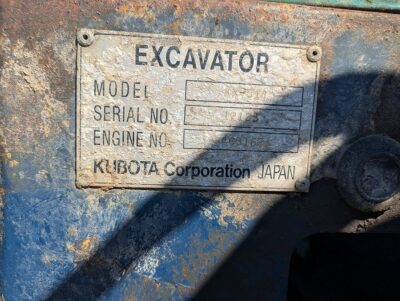 EXCAVATOR
MODEL
SERIAL NO.
ENGINE NO.
KUBOTA Corporation JAPAN